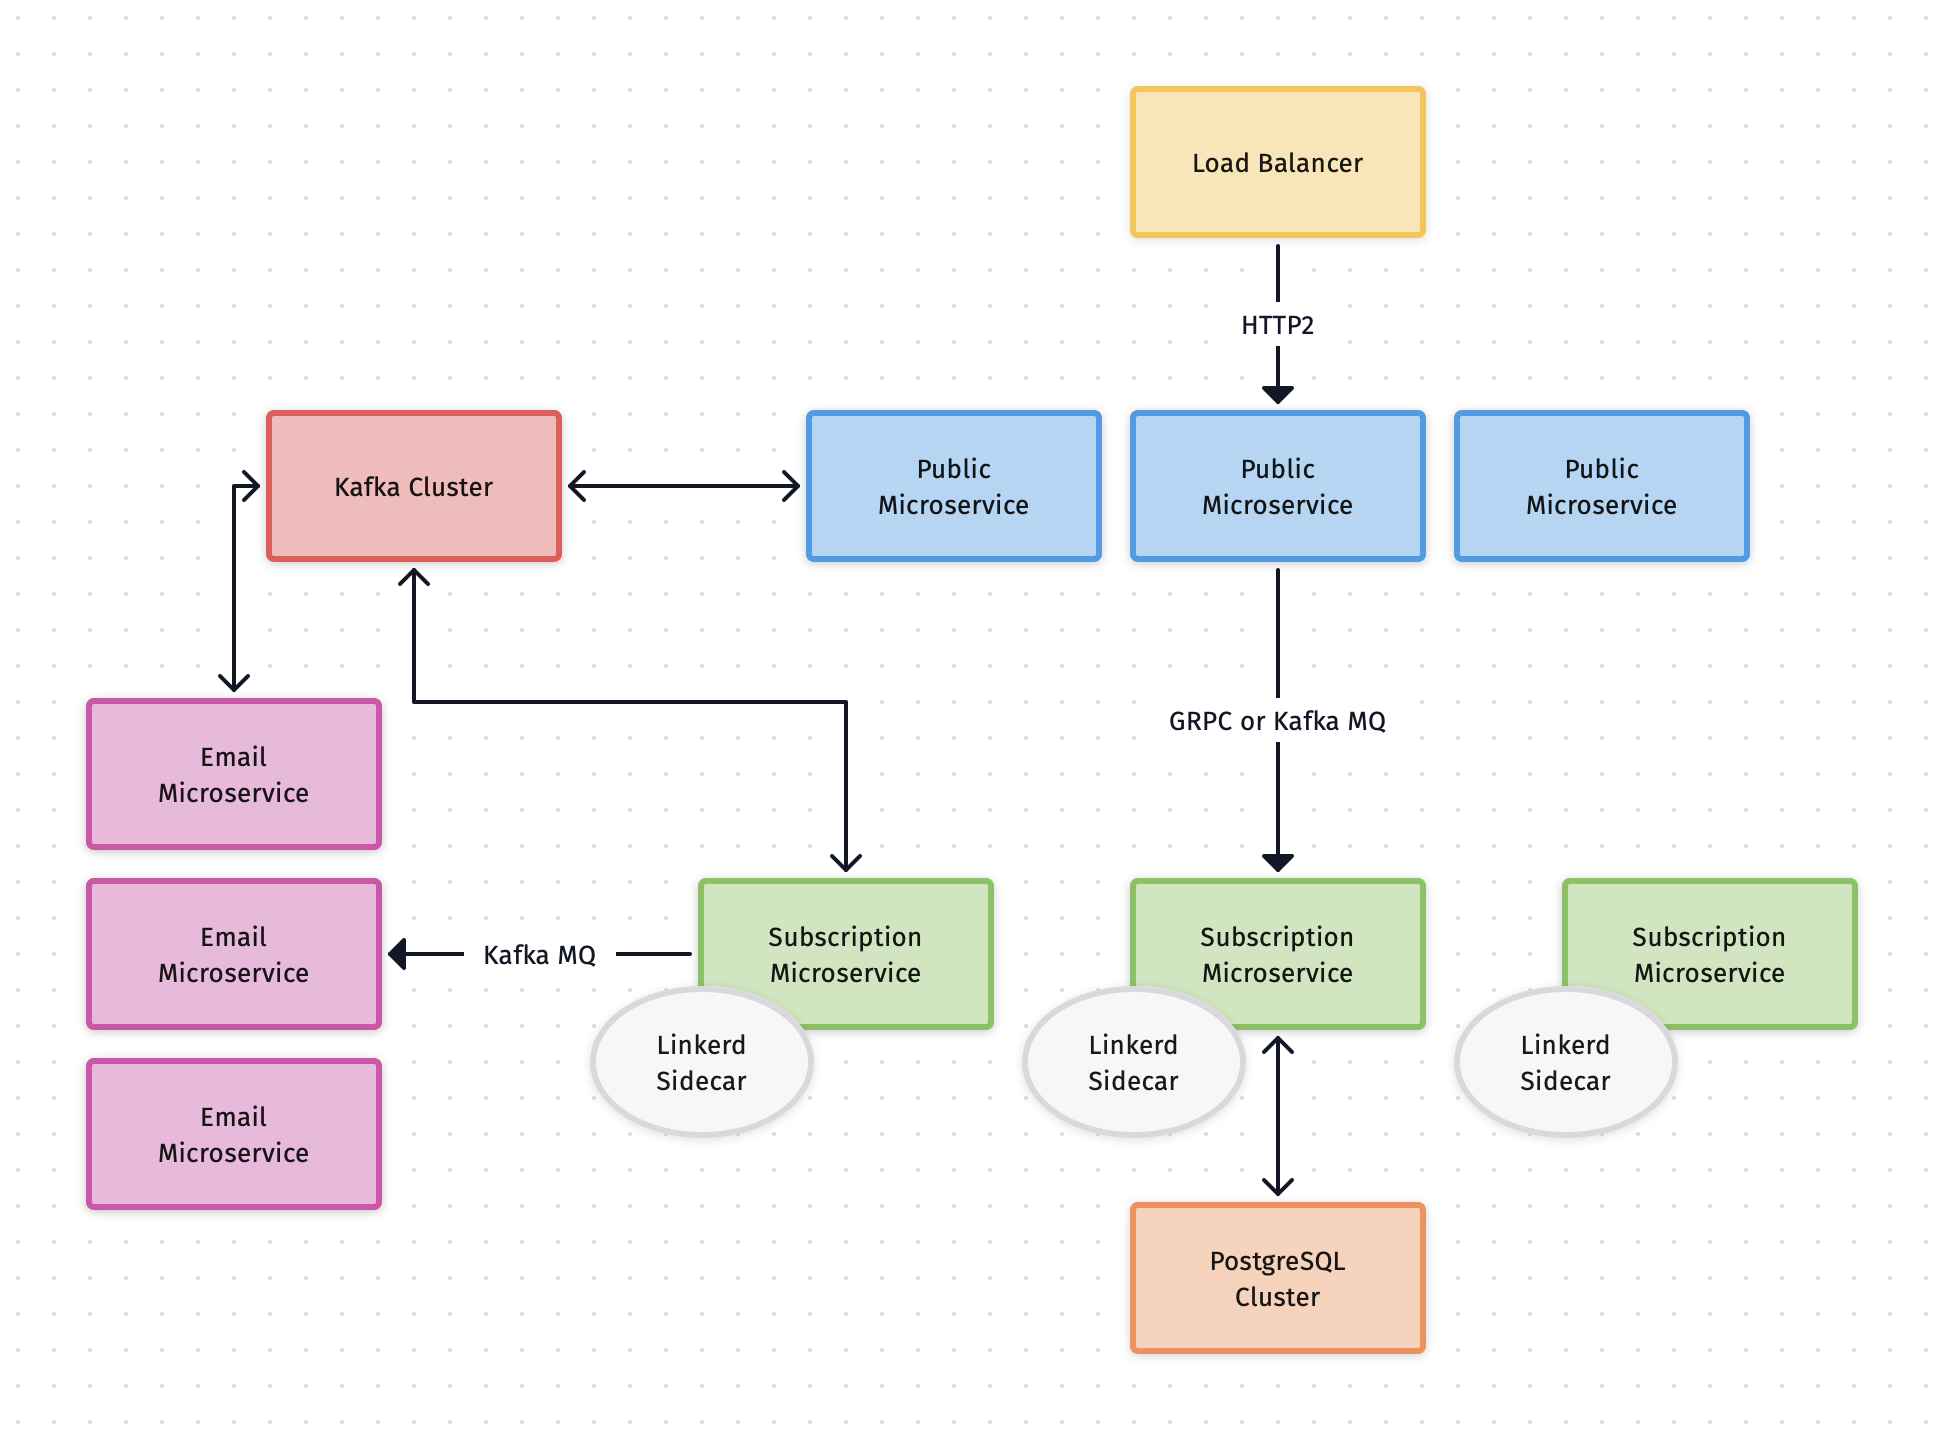 Load Balancer
HTTP2
Kafka Cluster
Public
Microservice
Public
Microservice
Public
Microservice
GRPC or Kafka MQ
Email
Microservice
Email
Microservice
Kafka MQ
Subscription
Microservice
Subscription
Microservice
Subscription
Microservice
Linkerd
Sidecar
Linkerd
Sidecar
Linkerd
Sidecar
Email
Microservice
PostgreSQL
Cluster